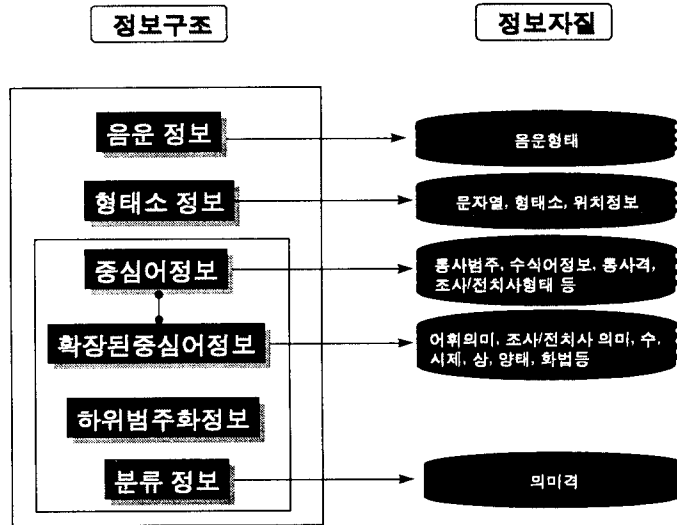 정보구조
정보자질
음운 정보
음운형태
형태소 정보
문자열, 형태소, 위치정보
중심어정보
통사범주, 수식어정보, 통사격,
조사/전치사형태 등
확장된중심어정보
어휘의미, 조사/전치사 의미, 수,
시제, 상, 양태, 화법등
하위범주화정보
분류 정보
의미격